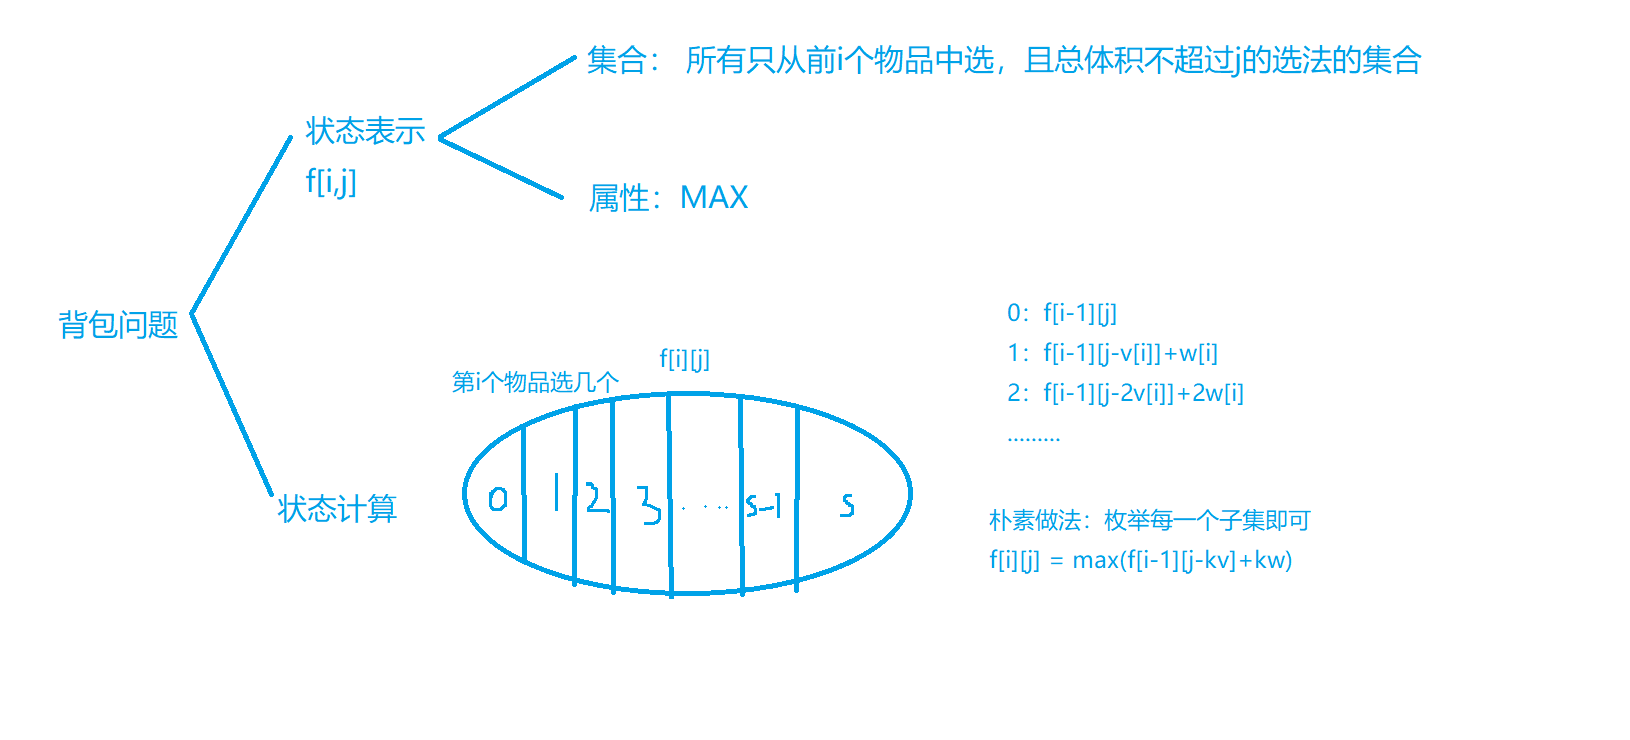 集合： 所有只从前i个物品中选，且总体积不超过j的选法的集合
状态表示
f[i,j]
属性：MAX
背包问题
f[i][j]
第i个物品选几个
0 1 2 3 ..... s-1 s
状态计算
0：f[i-1][j]
1：f[i-1][j-v[i]]+w[i]
2：f[i-1][j-2v[i]]+2w[i]
.........
朴素做法：枚举每一个子集即可
f[i][j] = max(f[i-1][j-kv]+kw)